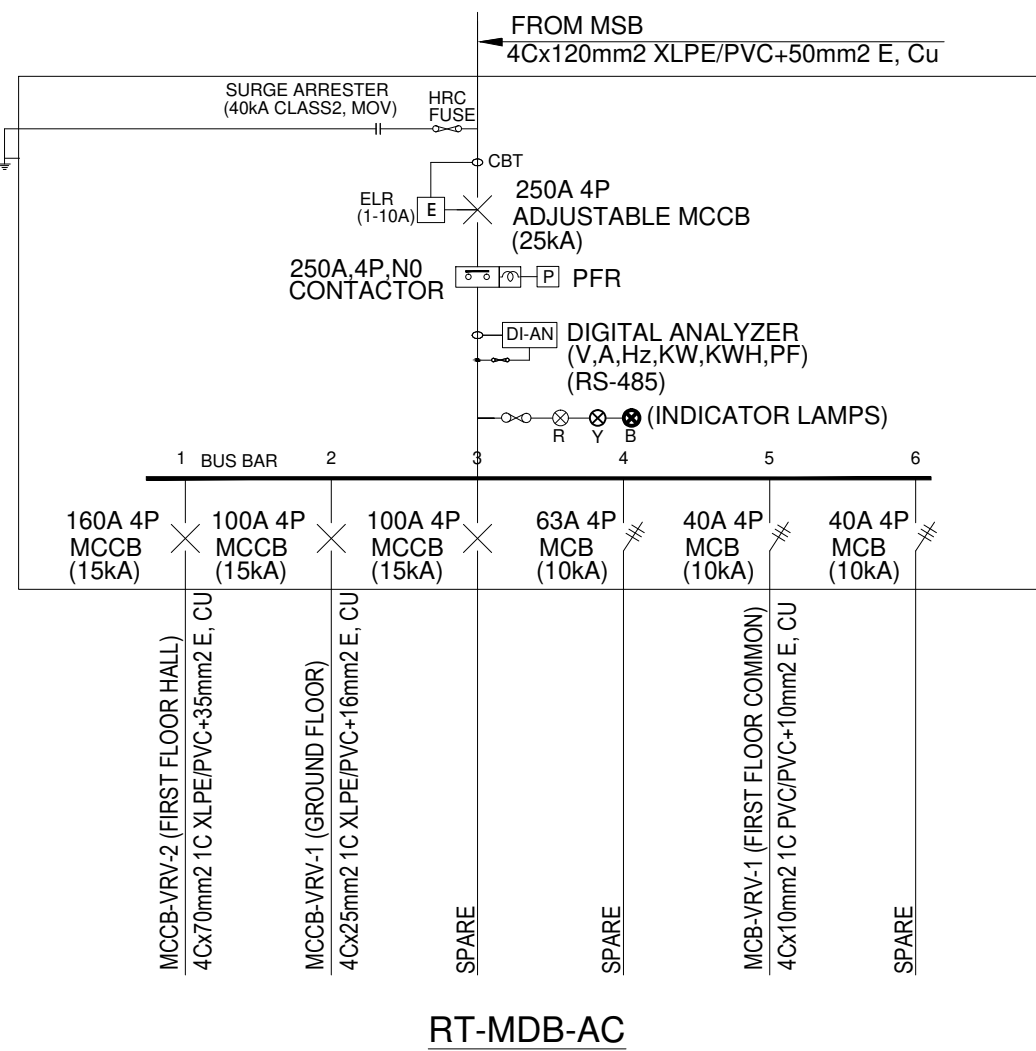 FROM MSB
4Cx120mm2 XLPE/PVC+50mm2 E, Cu
SURGE ARRESTER
(40kA CLASS2, MOV)
HRC
FUSE
CBT
ELR
(1-10A)
E
250A 4P
ADJUSTABLE MCCB
(25kA)
250A,4P,N0
CONTACTOR
P
PFR
DI-AN
DIGITAL ANALYZER
(V,A,Hz,KW,KWH,PF)
(RS-485)
R
Y
B
(INDICATOR LAMPS)
1
BUS BAR
2
3
4
5
6
160A 4P
MCCB
(15kA)
100A 4P
MCCB
(15kA)
100A 4P
MCCB
(15kA)
63A 4P
MCB
(10kA)
40A 4P
MCB
(10kA)
40A 4P
MCB
(10kA)
MCCB-VRV-2 (FIRST FLOOR HALL)
4Cx70mm2 1C XLPE/PVC+35mm2 E, CU
MCCB-VRV-1 (GROUND FLOOR)
4Cx25mm2 1C XLPE/PVC+16mm2 E, CU
SPARE
SPARE
MCB-VRV-1 (FIRST FLOOR COMMON)
4Cx10mm2 1C PVC/PVC+10mm2 E, CU
SPARE
RT-MDB-AC